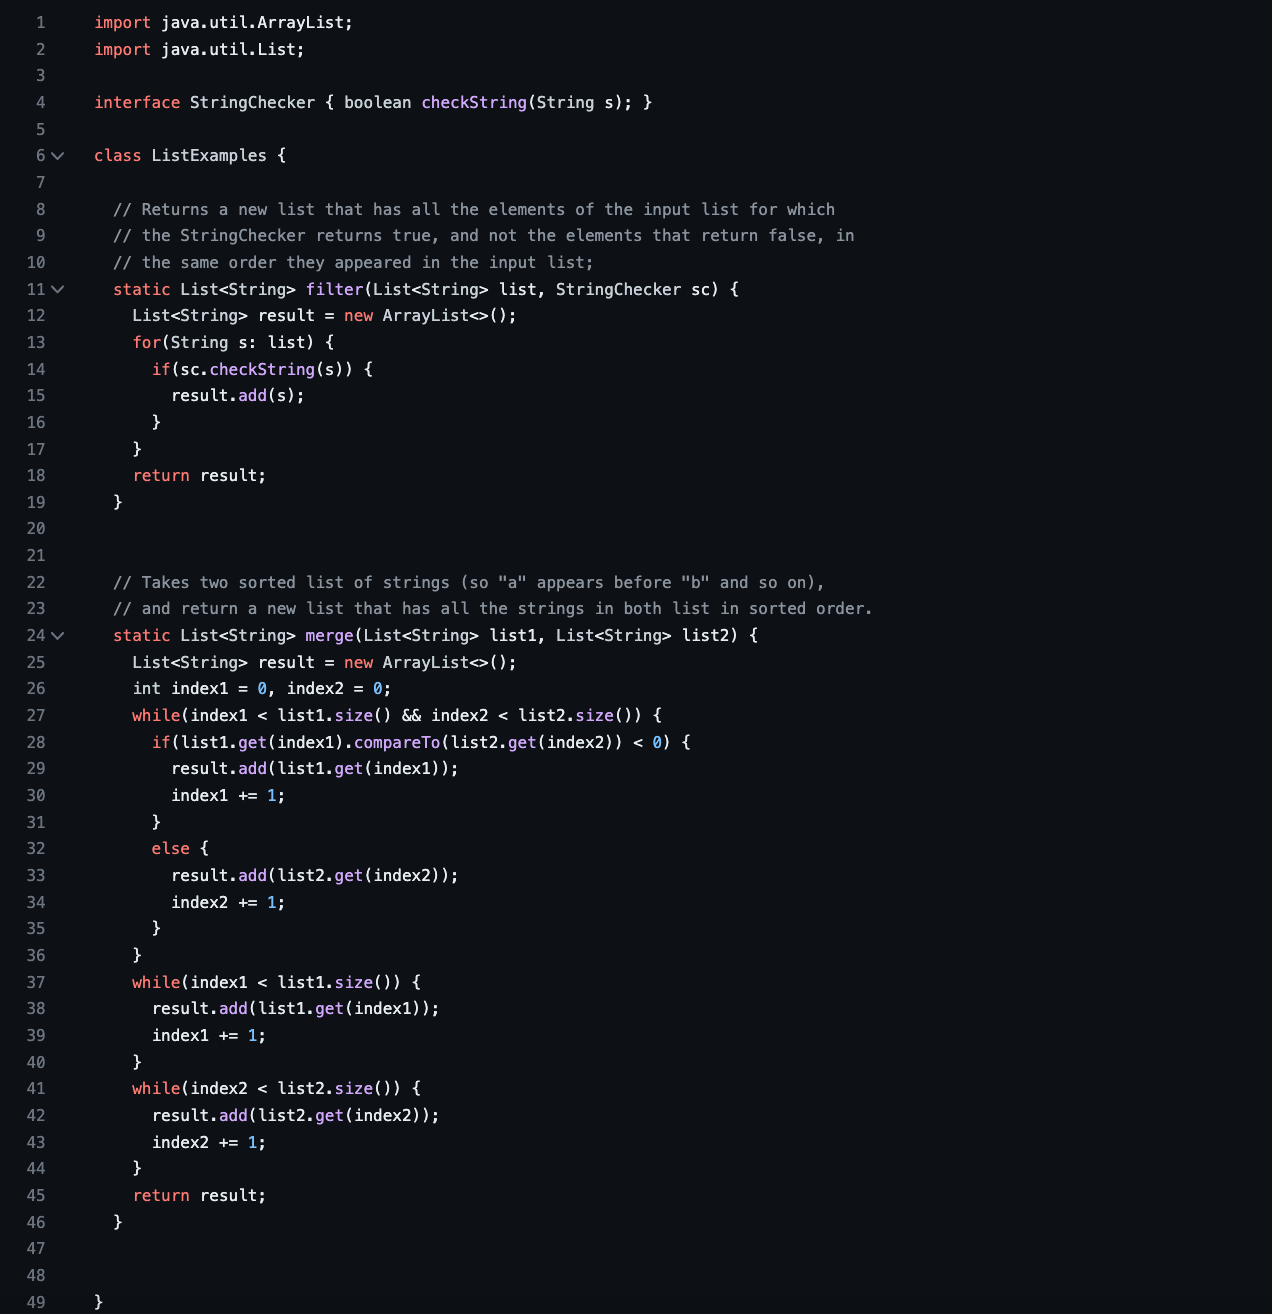 1 import java.util.ArrayList;
2 import java.util.List;
3
4 interface StringChecker { boolean checkString(String s); }
5
6 class ListExamples {
7
8   // Returns a new list that has all the elements of the input list for which
9   // the StringChecker returns true, and not the elements that return false, in
10   // the same order they appeared in the input list;
11   static List<String> filter(List<String> list, StringChecker sc) {
12     List<String> result = new ArrayList<>();
13     for(String s: list) {
14       if(sc.checkString(s)) {
15         result.add(s);
16       }
17     }
18     return result;
19   }
20
21
22   // Takes two sorted list of strings (so "a" appears before "b" and so on),
23   // and return a new list that has all the strings in both list in sorted order.
24   static List<String> merge(List<String> list1, List<String> list2) {
25     List<String> result = new ArrayList<>();
26     int index1 = 0, index2 = 0;
27     while(index1 < list1.size() && index2 < list2.size()) {
28       if(list1.get(index1).compareTo(list2.get(index2)) < 0) {
29         result.add(list1.get(index1));
30         index1 += 1;
31       }
32       else {
33         result.add(list2.get(index2));
34         index2 += 1;
35       }
36     }
37     while(index1 < list1.size()) {
38       result.add(list1.get(index1));
39       index1 += 1;
40     }
41     while(index2 < list2.size()) {
42       result.add(list2.get(index2));
43       index2 += 1;
44     }
45     return result;
46   }
47
48
49 }